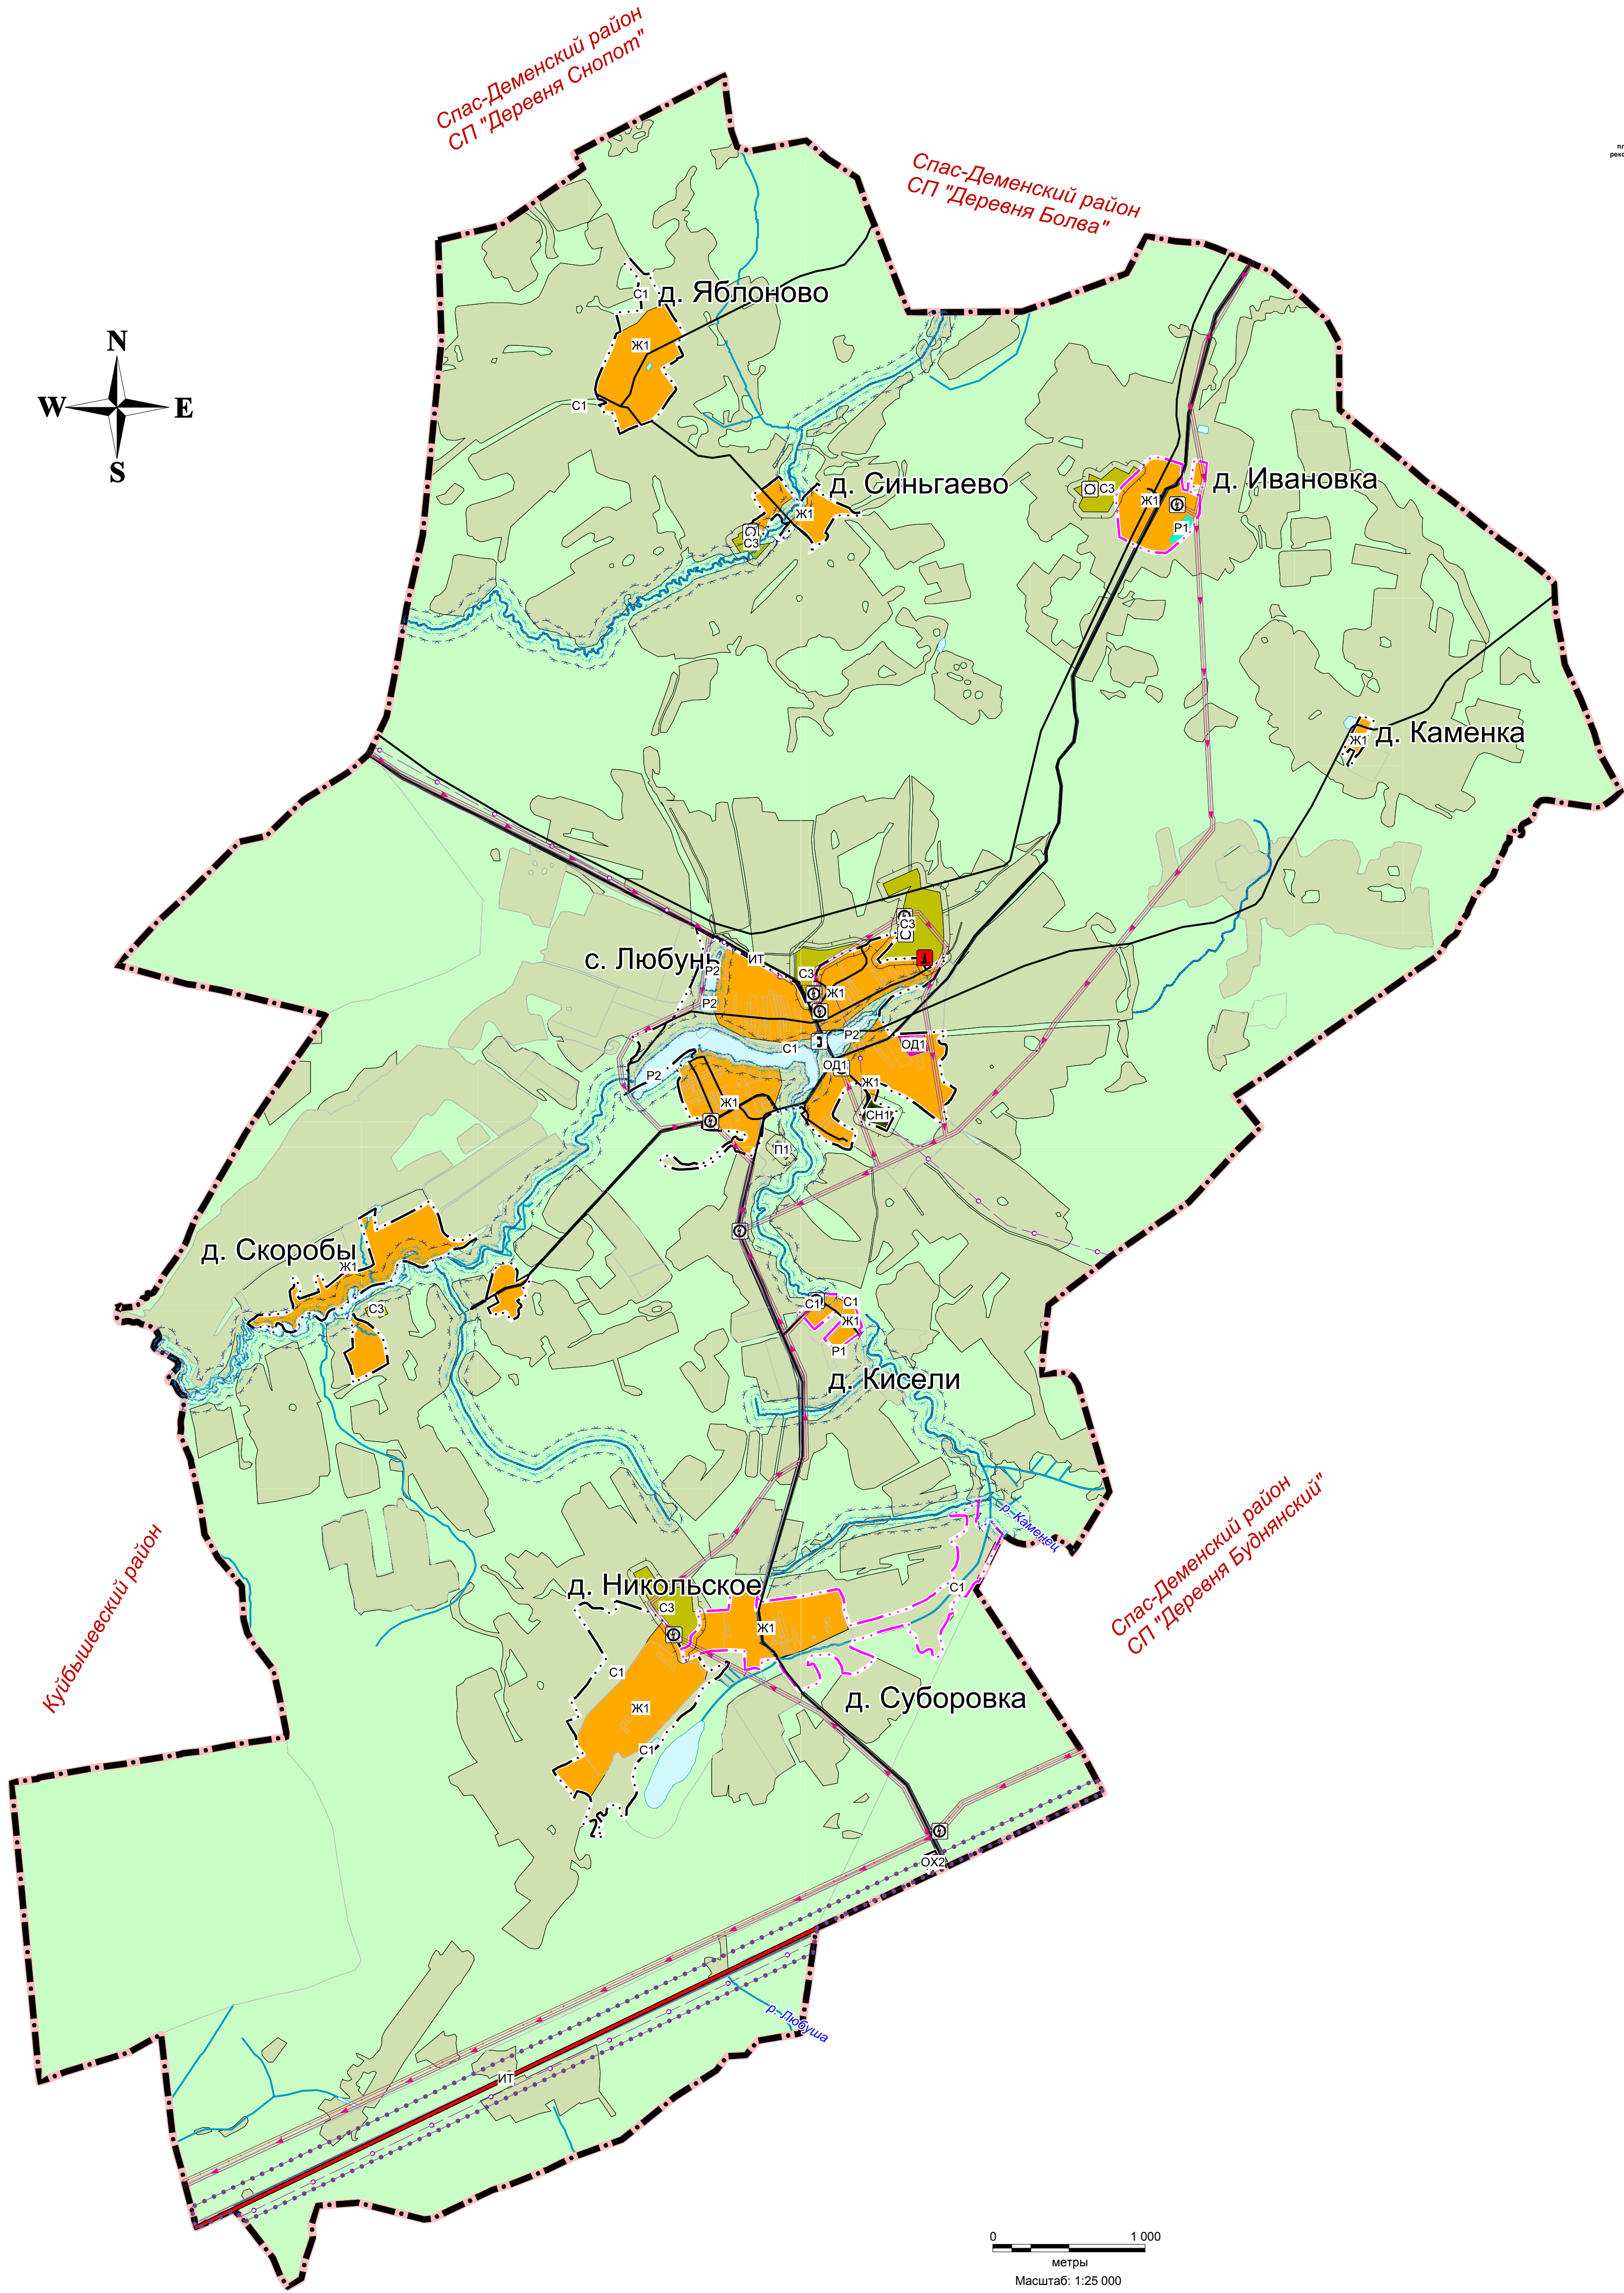 Спас-Деменский район
СП "Деревня Снопот"
Спас-Деменский район
СП "Деревня Болва"
С1
д. Яблоново
N
Ж1
W
E
С1
S
д. Синьгаево
д. Ивановка
С3
Ж1
Ж1
Р1
С3
д. Каменка
Ж1
С3
с. Любунь
ИТ
Р2
С3
Ж1
Р2
Р2
ОД1
С1
ОД1
Р2
Ж1
Ж1
СН1
П1
д. Скоробы
Ж1
С3
С1
С1
Ж1
Р1
д. Кисели
р. Каменец
Спас-Деменский район
СП "Деревня Буднянский"
Куйбышевский район
д. Никольское
С1
С3
Ж1
С1
д. Суборовка
Ж1
С1
ОХ2
р. Любуша
ИТ
0
1 000
метры
Масштаб: 1:25 000